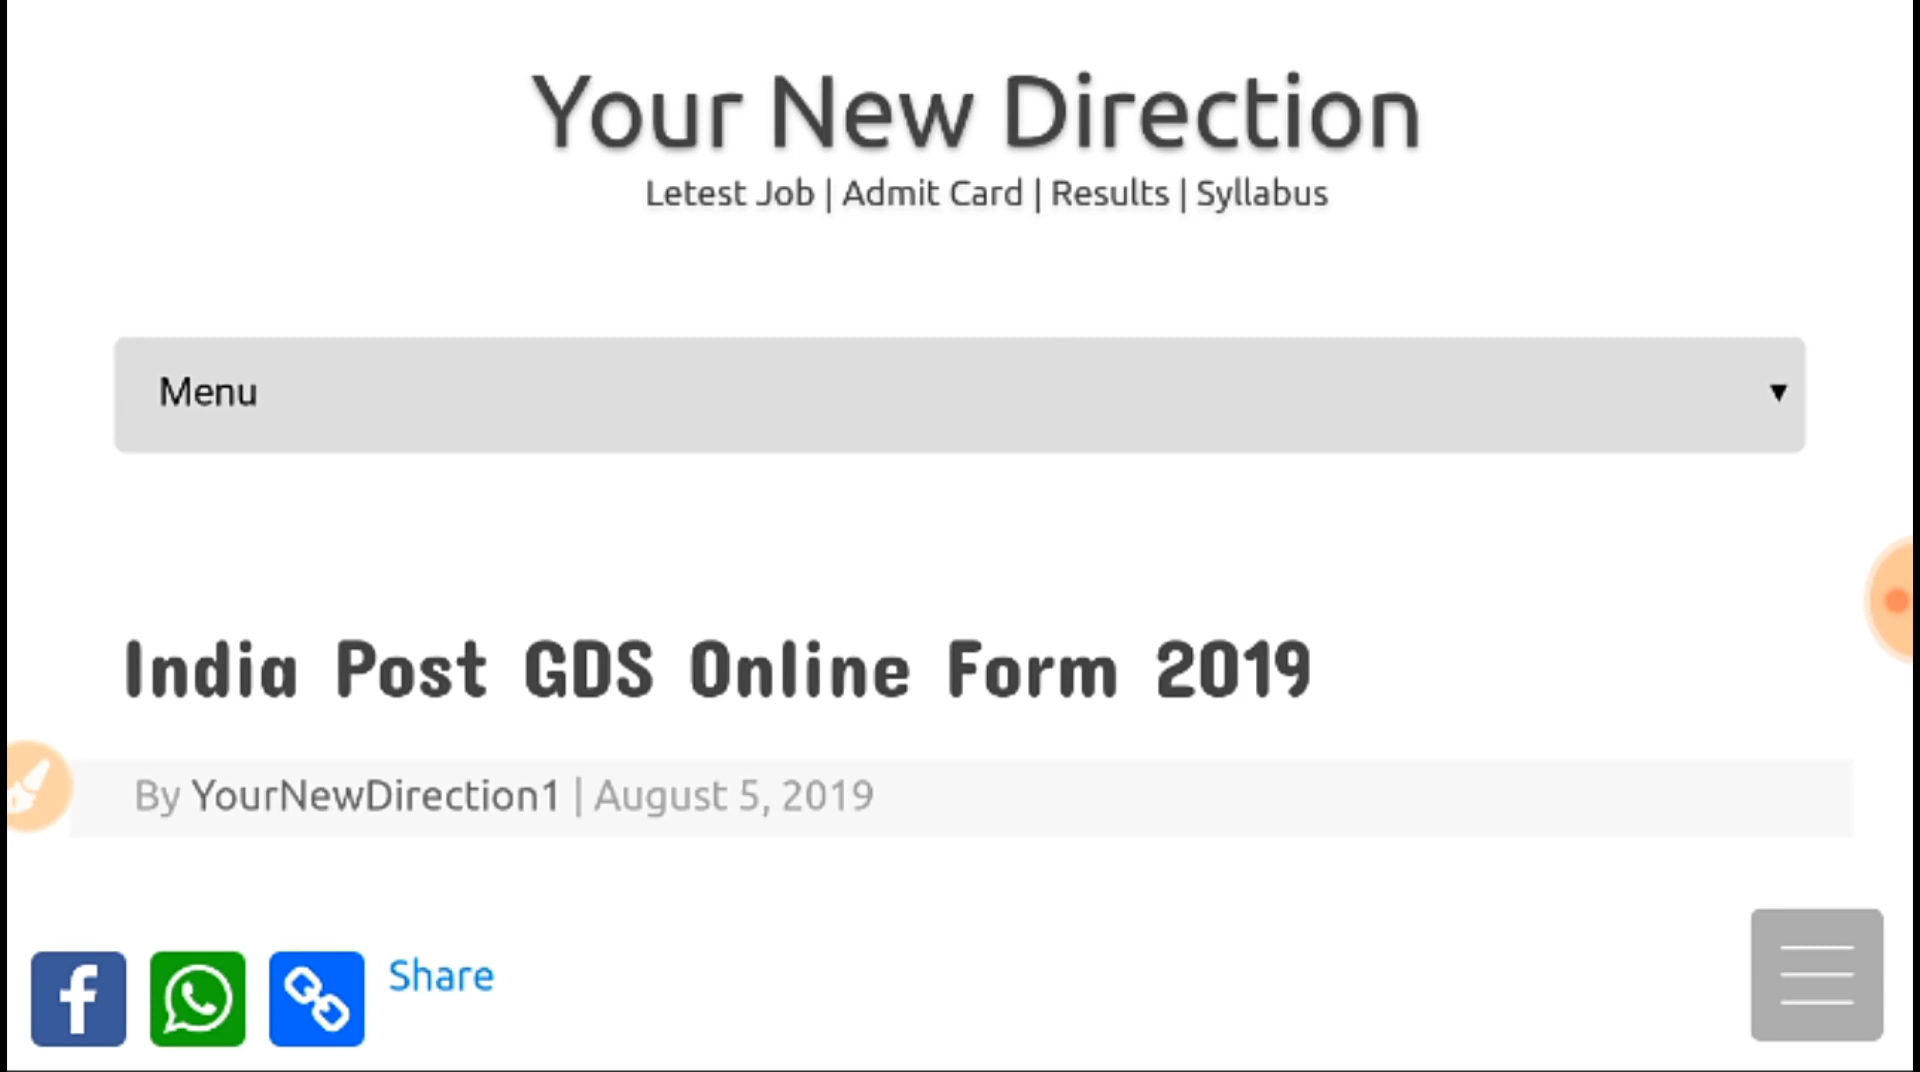 Your New Direction
Letest Job | Admit Card | Results | Syllabus
Menu
India Post GDS Online Form 2019
By YourNewDirection1 | August 5, 2019
Share